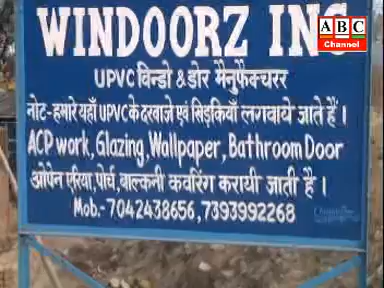 WINDOORZ INC
ABC
Channel
UPVC विन्डो & डोर मैनुफैक्चरर
नोट- हमारे यहाँ UPVC के दरवाजे एवं खिड़कियाँ लगवाये जाते हैं ।
ACP work, Glazing, Wallpaper, Bathroom Door
ओपेन एरिया, पोर्च, बाल्कनी कवरिंग करायी जाती है ।
Mob.- 7042438656, 7393992268